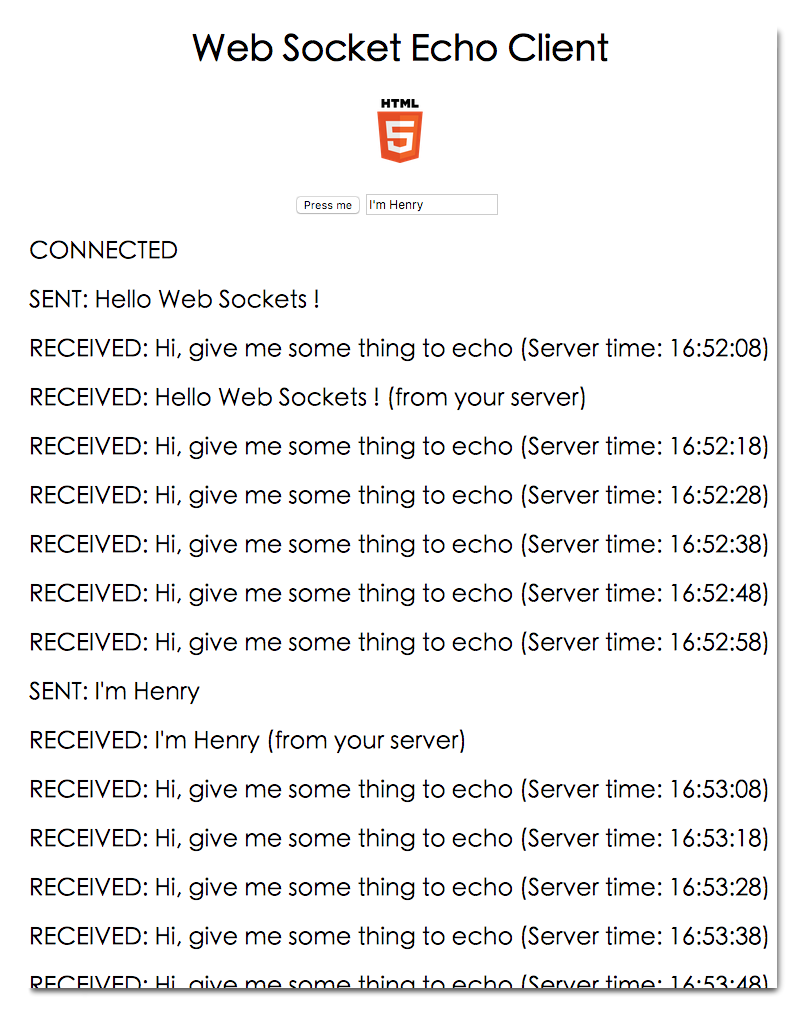 Web Socket Echo Client
HTML
5
Press me I'm Henry
CONNECTED
SENT: Hello Web Sockets !
RECEIVED: Hi, give me some thing to echo (Server time: 16:52:08)
RECEIVED: Hello Web Sockets ! (from your server)
RECEIVED: Hi, give me some thing to echo (Server time: 16:52:18)
RECEIVED: Hi, give me some thing to echo (Server time: 16:52:28)
RECEIVED: Hi, give me some thing to echo (Server time: 16:52:38)
RECEIVED: Hi, give me some thing to echo (Server time: 16:52:48)
RECEIVED: Hi, give me some thing to echo (Server time: 16:52:58)
SENT: I'm Henry
RECEIVED: I'm Henry (from your server)
RECEIVED: Hi, give me some thing to echo (Server time: 16:53:08)
RECEIVED: Hi, give me some thing to echo (Server time: 16:53:18)
RECEIVED: Hi, give me some thing to echo (Server time: 16:53:28)
RECEIVED: Hi, give me some thing to echo (Server time: 16:53:38)
RECEIVED: Hi, give me some thing to echo (Server time: 16:53:48)